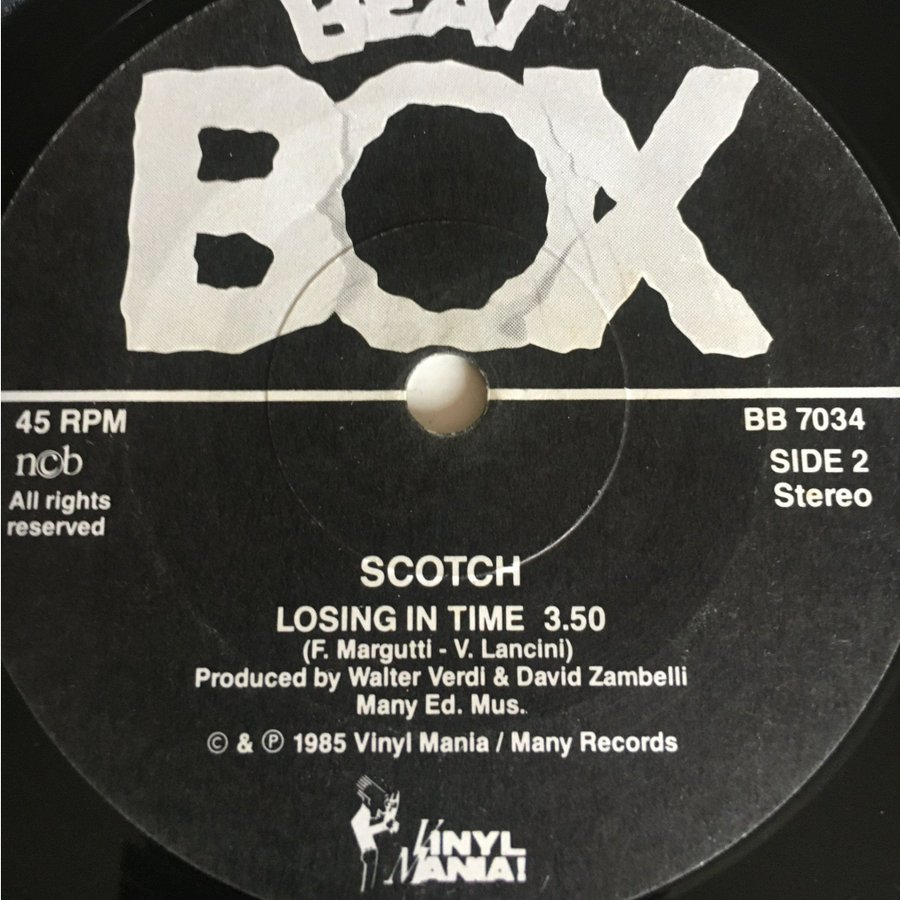 BEAT
BOX
45 RPM
ncb
All rights
reserved
BB 7034
SIDE 2
Stereo
SCOTCH
LOSING IN TIME 3.50
(F. Margutti - V. Lancini)
Produced by Walter Verdi & David Zambelli
Many Ed. Mus.
© & ℗ 1985 Vinyl Mania / Many Records
VINYL
MANIA!